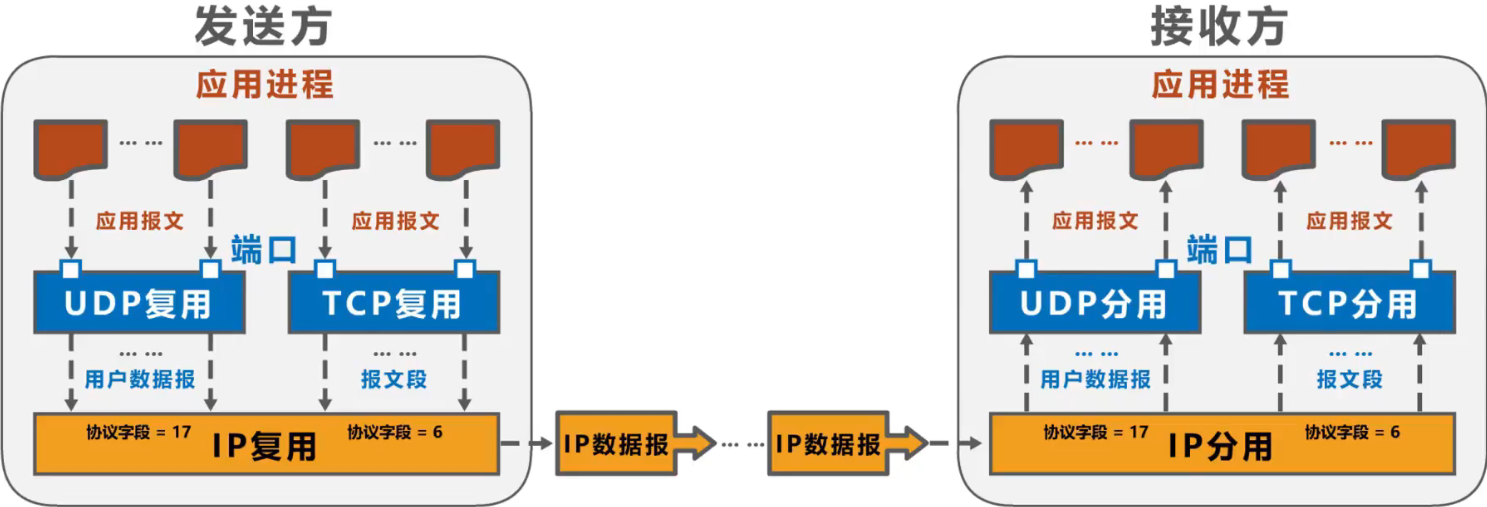 发送方
应用进程
… …
… …
应用报文
应用报文
端口
UDP复用
TCP复用
… …
… …
用户数据报
报文段
协议字段 = 17
协议字段 = 6
IP复用
IP数据报
… …
IP数据报
接收方
应用进程
… …
… …
应用报文
应用报文
端口
UDP分用
TCP分用
… …
… …
用户数据报
报文段
协议字段 = 17
协议字段 = 6
IP分用